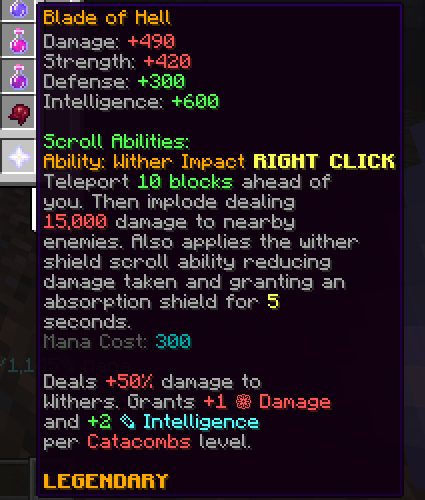 Blade of Hell
Damage: +490
Strength: +420
Defense: +300
Intelligence: +600
Scroll Abilities:
Ability: Wither Impact RIGHT CLICK
Teleport 10 blocks ahead of
you. Then implode dealing
15,000 damage to nearby
enemies. Also applies the wither
shield scroll ability reducing
damage taken and granting an
absorption shield for 5
seconds.
Mana Cost: 300
Deals +50% damage to
Withers. Grants +1 ❁ Damage
and +2 ✎ Intelligence
per Catacombs level.
LEGENDARY